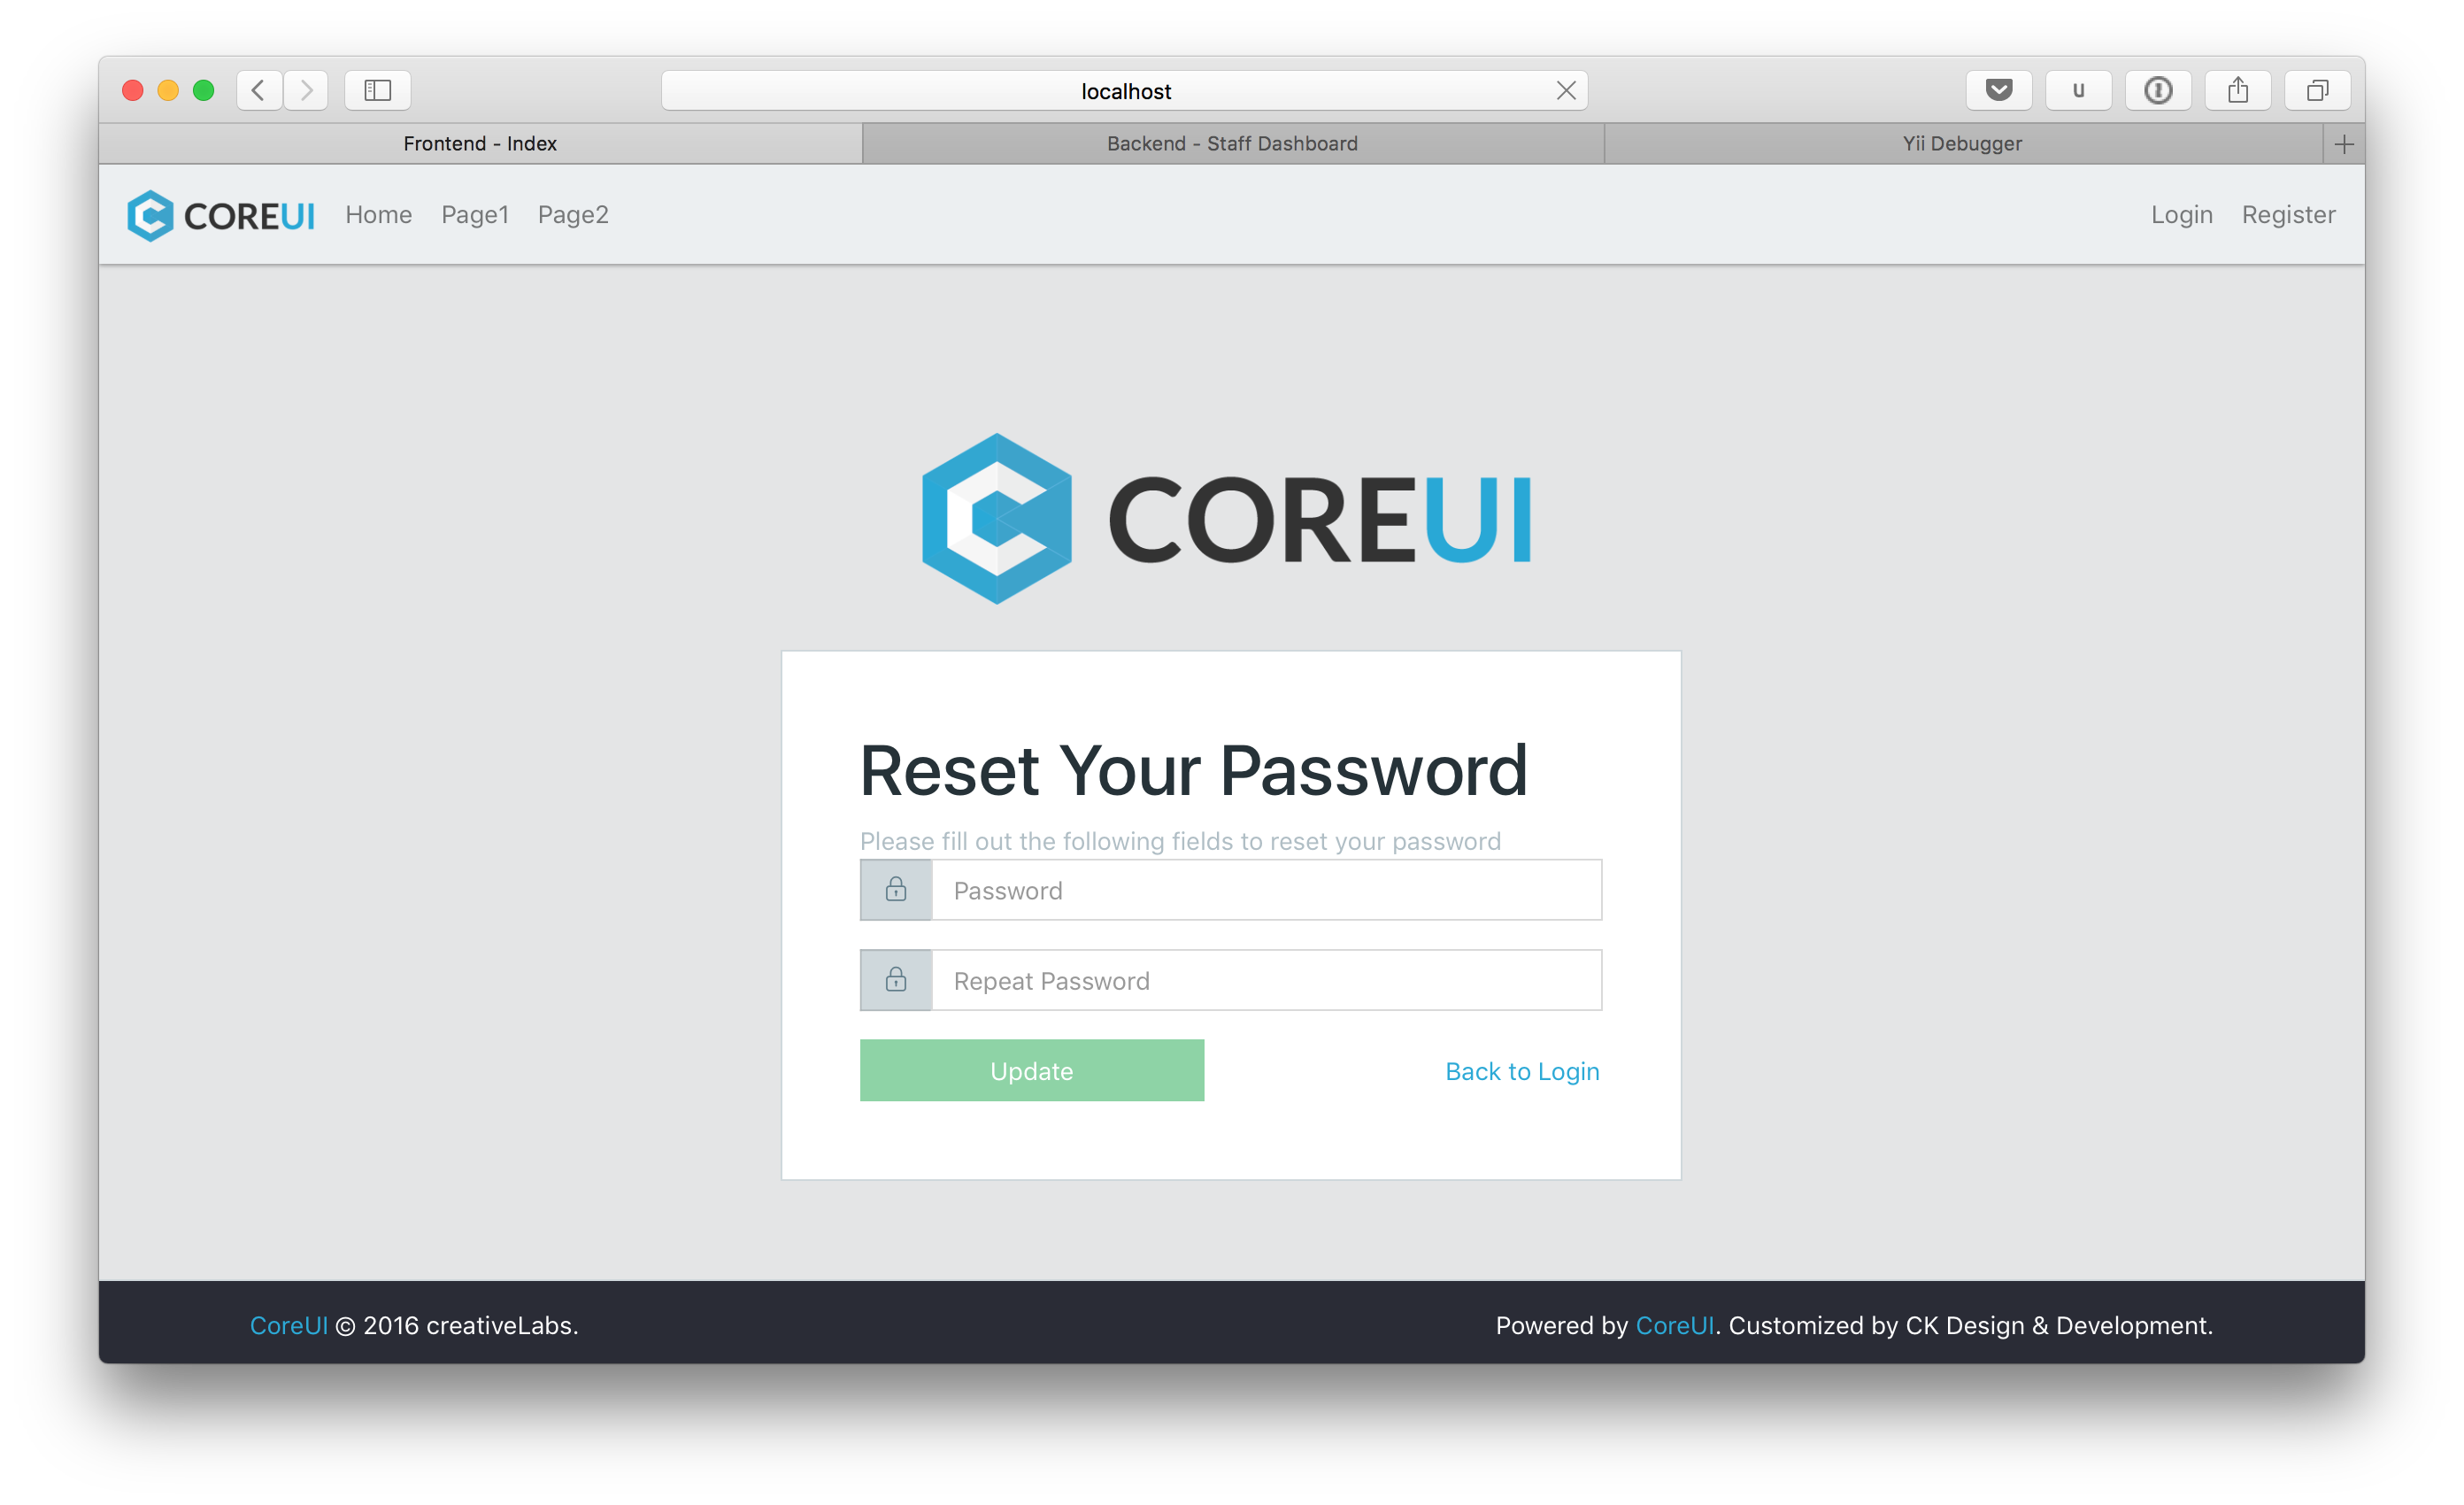 localhost
u
Frontend - Index
Backend - Staff Dashboard
Yii Debugger
COREUI
Home
Page1
Page2
Login
Register
COREUI
Reset Your Password
Please fill out the following fields to reset your password
Password
Repeat Password
Update
Back to Login
CoreUI © 2016 creativeLabs.
Powered by CoreUI. Customized by CK Design & Development.